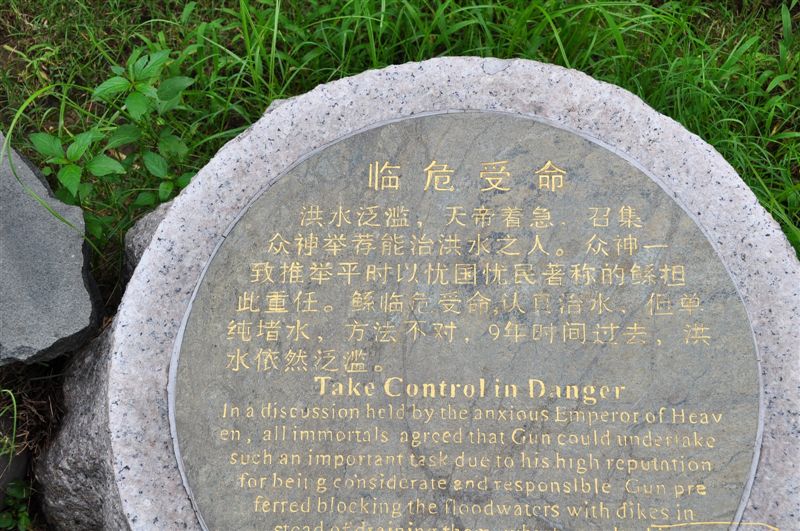 临危受命
洪水泛滥，天帝着急．召集
众神举荐能治洪水之人。众神一
致推举平时以忧国忧民著称的鲧担
此重任。鲧临危受命，认真治水，但单
纯堵水，方法不对，9年时间过去，洪
水依然泛滥。
Take Control in Danger
In a discussion held by the anxious Emperor of Heav
en, all immortals agreed that Gun could undertake
such an important task due to his high reputation
for being considerate and responsible Gun pre
ferred blocking the floodwaters with dikes in
stead of draining